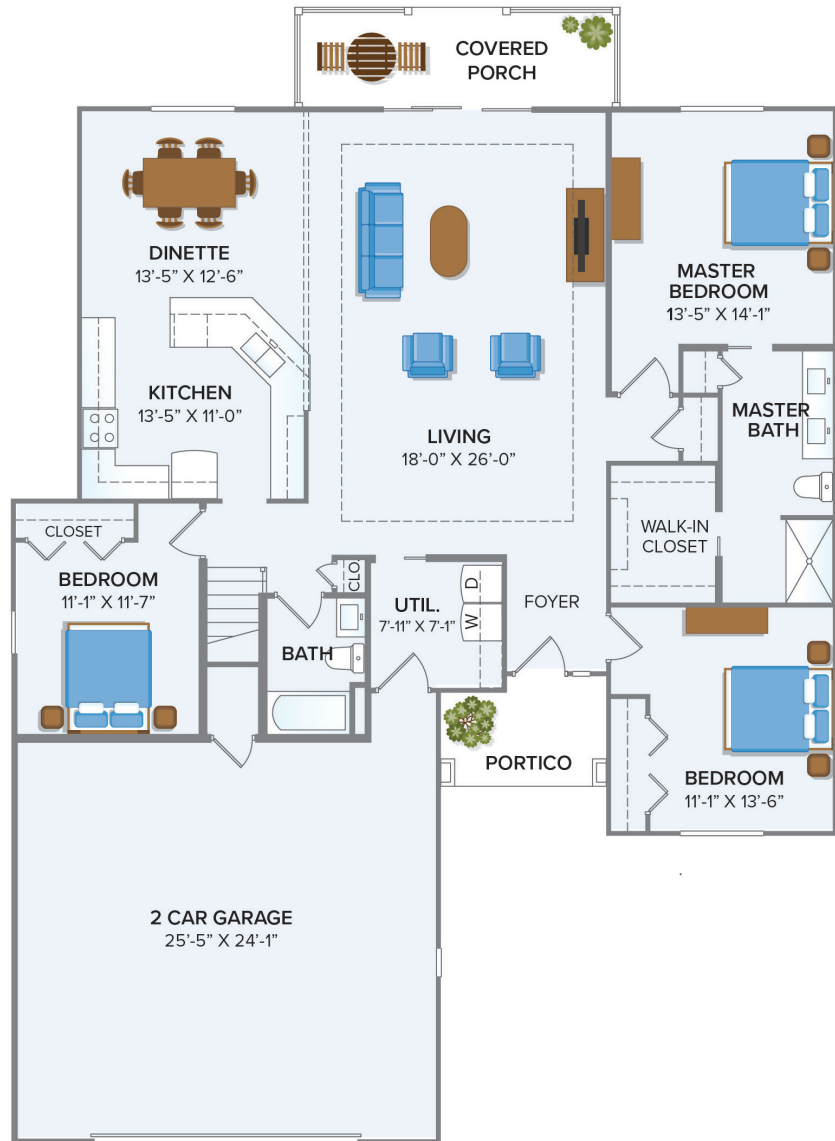 COVERED
PORCH
DINETTE
13'-5" X 12'-6"
MASTER
BEDROOM
13'-5" X 14'-1"
KITCHEN
13'-5" X 11'-0"
LIVING
18'-0" X 26'-0"
MASTER
BATH
CLOSET
WALK-IN
CLOSET
BEDROOM
11'-1" X 11'-7"
CLO.
UTIL.
7'-11" X 7'-1"
D
W
FOYER
BATH
PORTICO
BEDROOM
11'-1" X 13'-6"
2 CAR GARAGE
25'-5" X 24'-1"